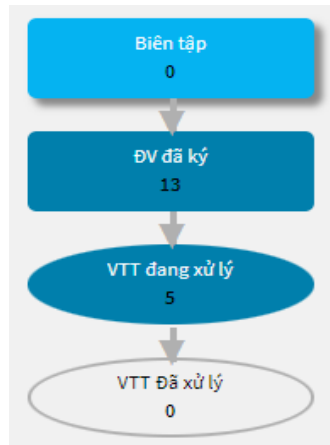 Biên tập
0
ĐV đã ký
13
VTT đang xử lý
5
VTT Đã xử lý
0